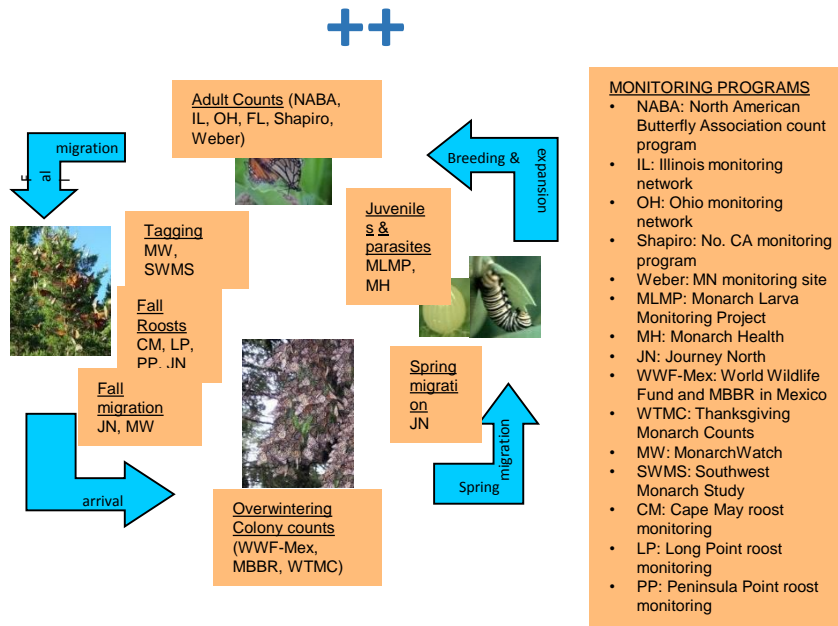 ++
Adult Counts (NABA,
IL, OH, FL, Shapiro,
Weber)
migration
Fal
l
Breeding &
expansion
Tagging
MW,
SWMS
Juvenile
s &
parasites
MLMP,
MH
Fall
Roosts
CM, LP,
PP, JN
Fall
migration
JN, MW
Spring
migrati
on
JN
arrival
Spring
migration
Overwintering
Colony counts
(WWF-Mex,
MBBR, WTMC)
MONITORING PROGRAMS
• NABA: North American
Butterfly Association count
program
• IL: Illinois monitoring
network
• OH: Ohio monitoring
network
• Shapiro: No. CA monitoring
program
• Weber: MN monitoring site
• MLMP: Monarch Larva
Monitoring Project
• MH: Monarch Health
• JN: Journey North
• WWF-Mex: World Wildlife
Fund and MBBR in Mexico
• WTMC: Thanksgiving
Monarch Counts
• MW: MonarchWatch
• SWMS: Southwest
Monarch Study
• CM: Cape May roost
monitoring
• LP: Long Point roost
monitoring
• PP: Peninsula Point roost
monitoring